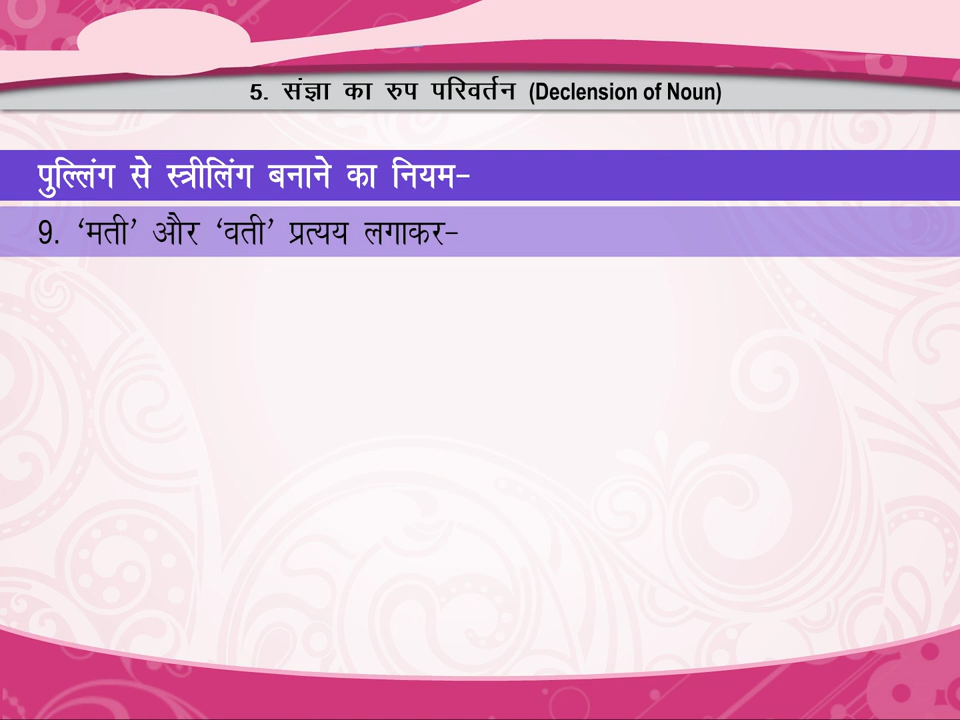 5. संज्ञा का रुप परिवर्तन (Declension of Noun)
पुल्लिंग से स्त्रीलिंग बनाने का नियम-
9. ‘मती’ और ‘वती’ प्रत्यय लगाकर-